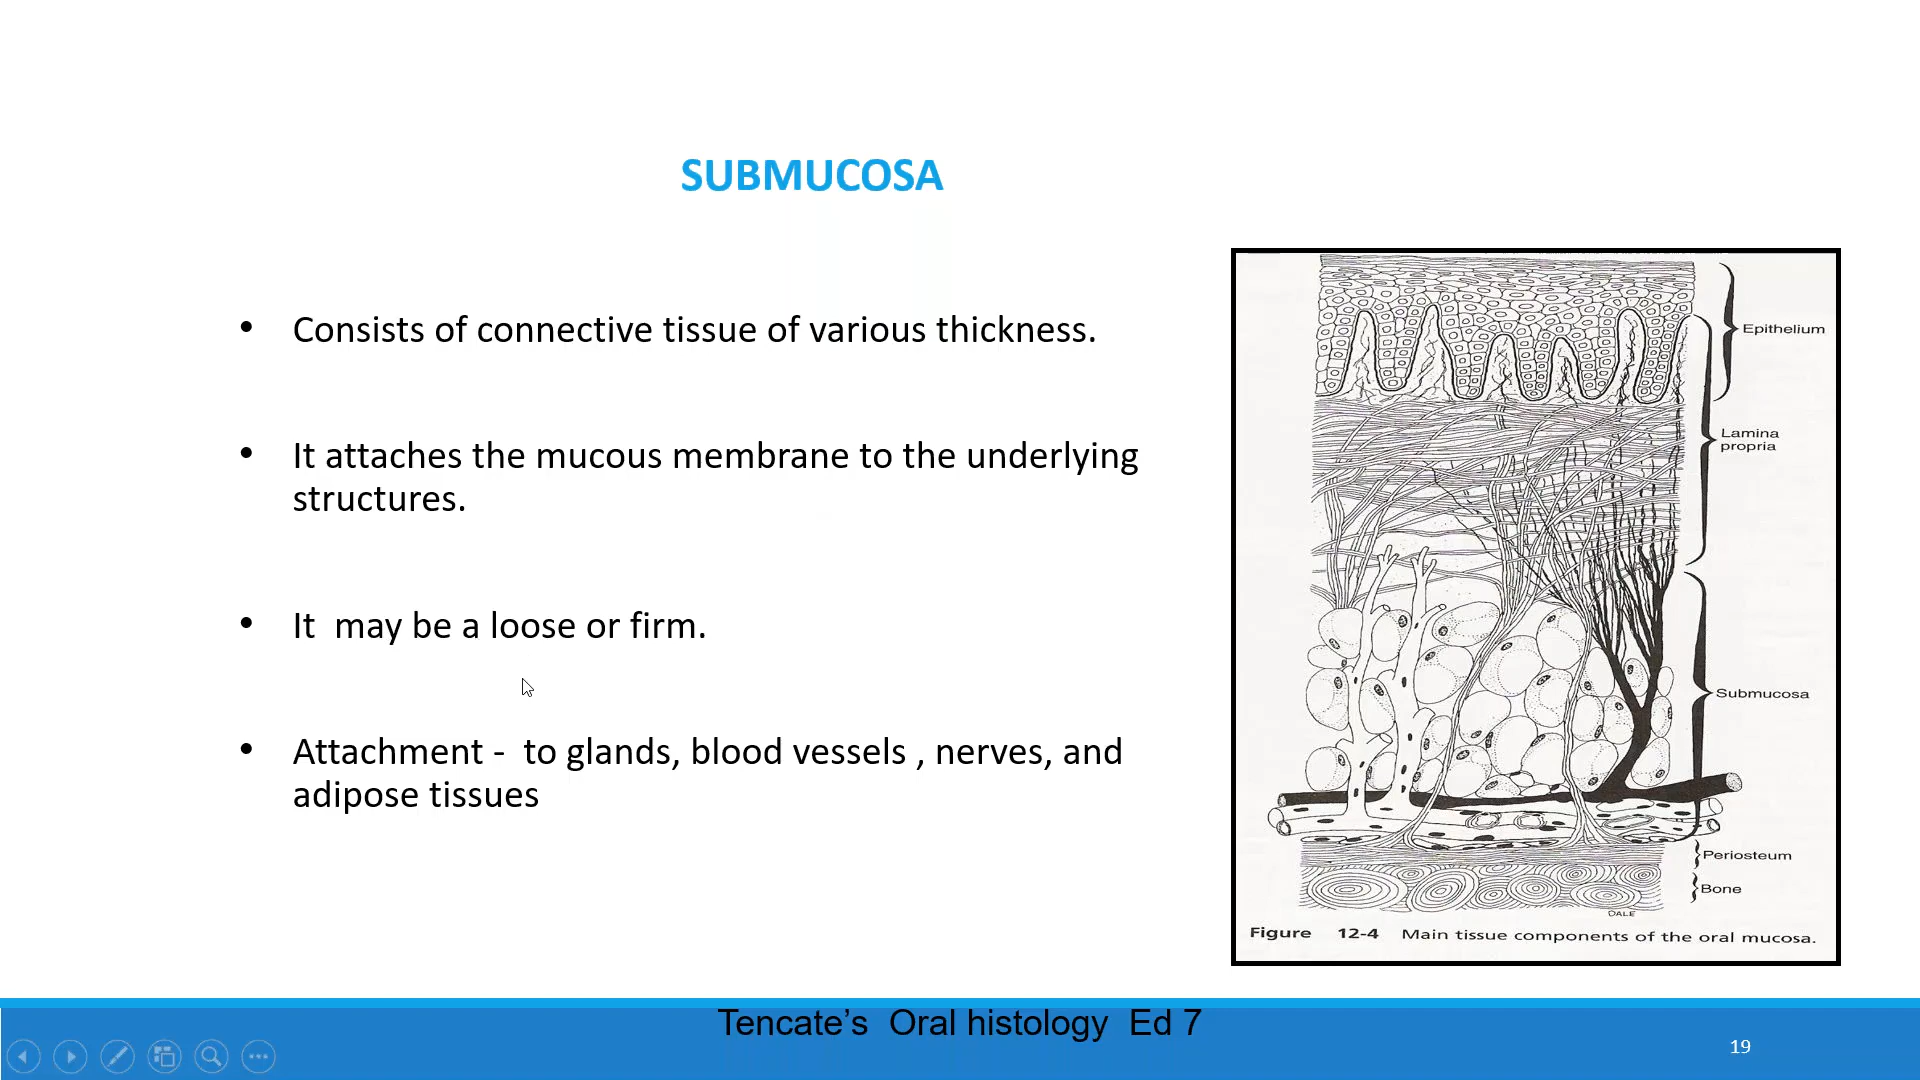 SUBMUCOSA
• Consists of connective tissue of various thickness.
• It attaches the mucous membrane to the underlying
structures.
• It  may be a loose or firm.
• Attachment -  to glands, blood vessels , nerves, and
adipose tissues
Epithelium
Lamina
propria
Submucosa
Periosteum
Bone
DALE
Figure 12-4 Main tissue components of the oral mucosa.
Tencate’s  Oral histology  Ed 7
19